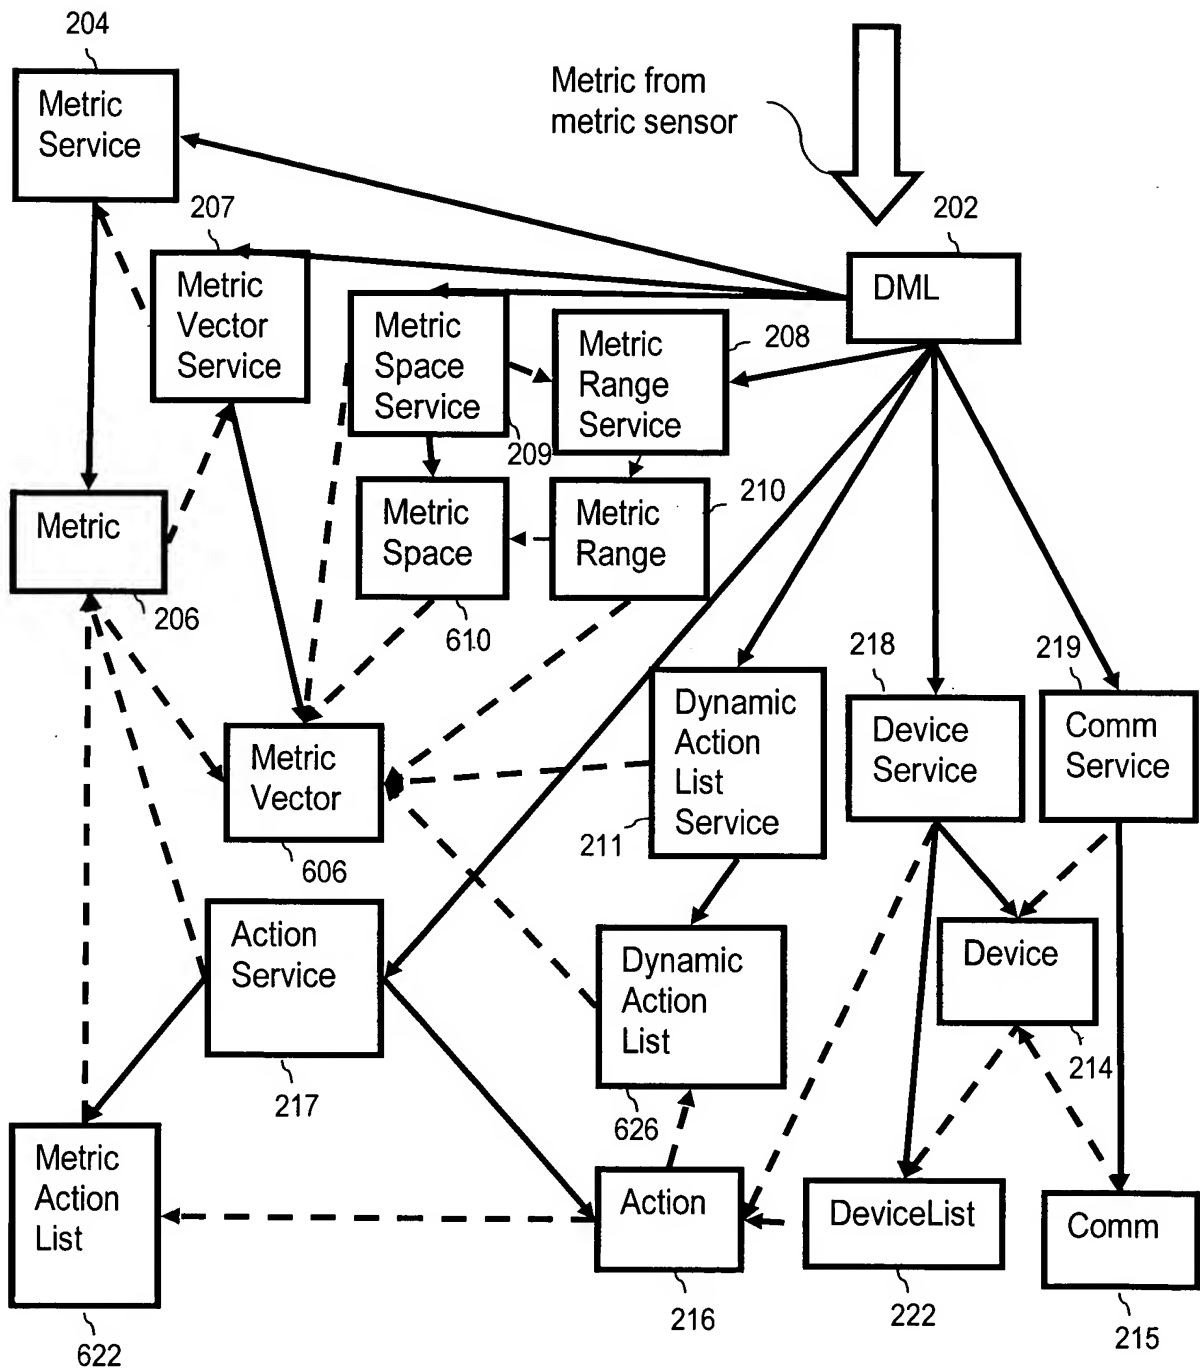 204
Metric
Service
Metric from
metric sensor
207
202
Metric
Vector
Service
DML
Metric
Space
Service
208
Metric
Range
Service
209
210
Metric
206
Metric
Space
610
Metric
Range
218
219
Metric
Vector
606
Dynamic
Action
List
Service
211
Device
Service
Comm
Service
Action
Service
217
Dynamic
Action
List
626
Device
214
Metric
Action
List
622
Action
216
DeviceList
222
Comm
215